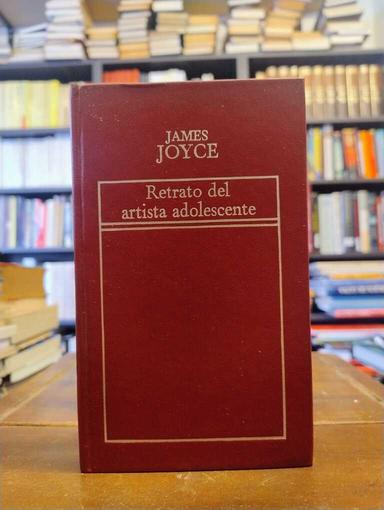 JAMES
JOYCE
Retrato del
artista adolescente